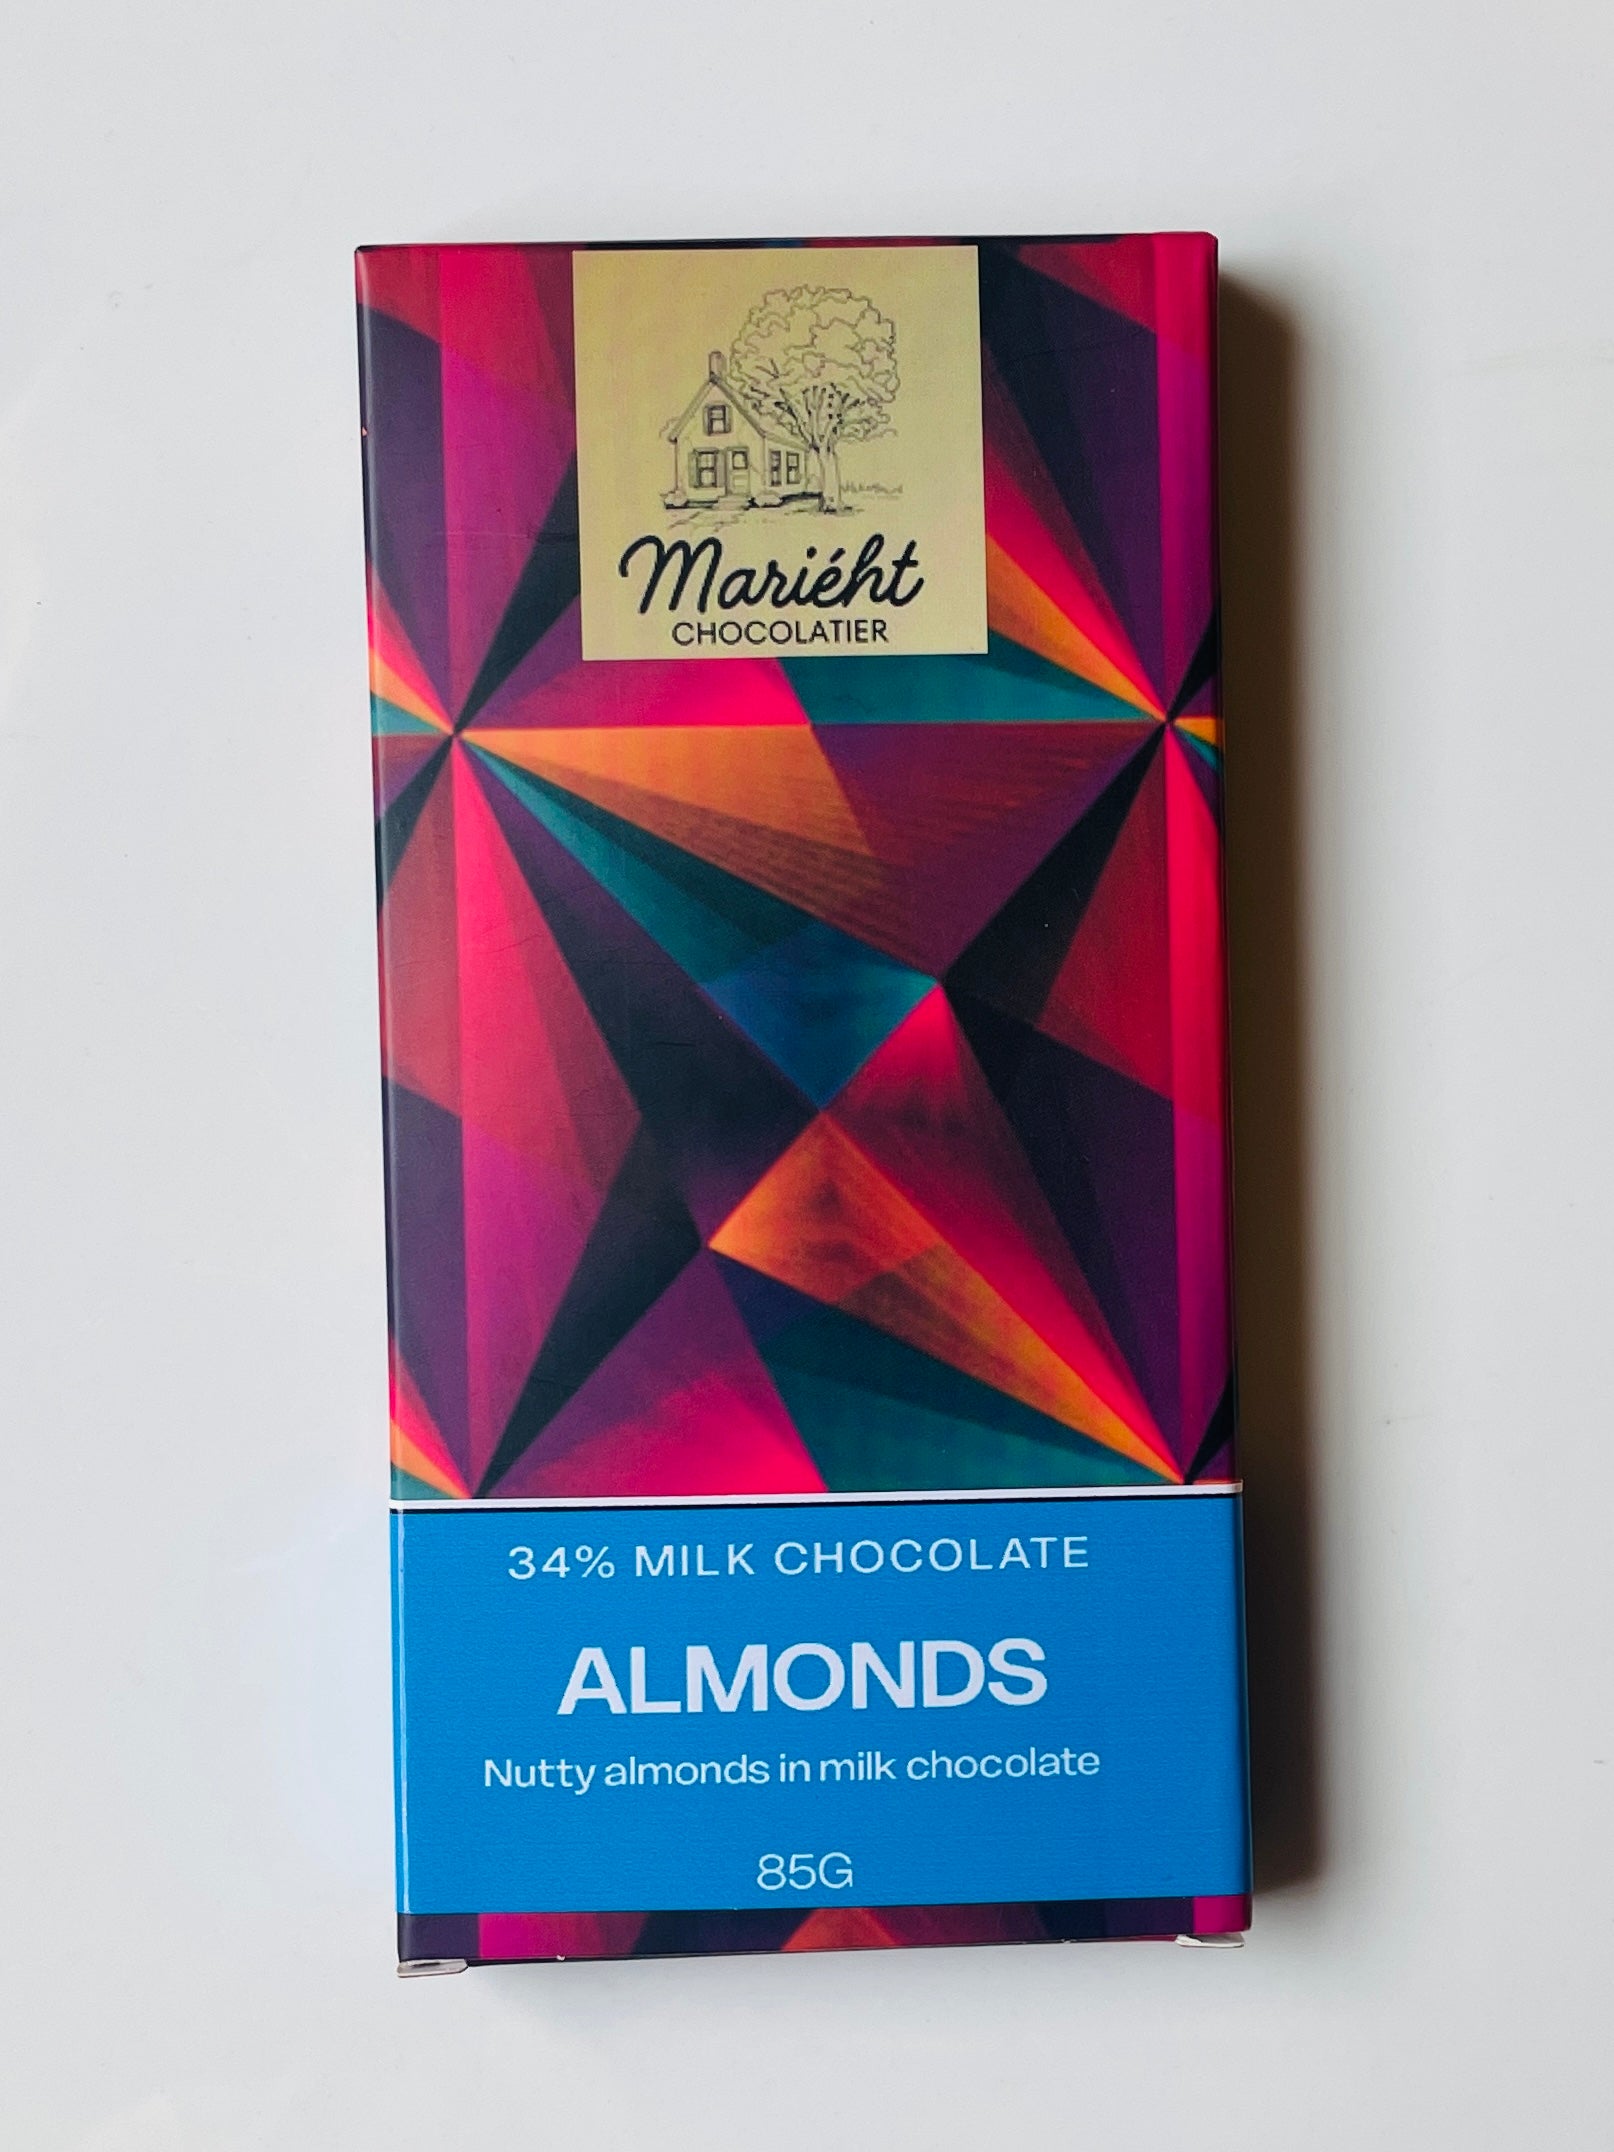 Mariéht
CHOCOLATIER
34% MILK CHOCOLATE
ALMONDS
Nutty almonds in milk chocolate
85G